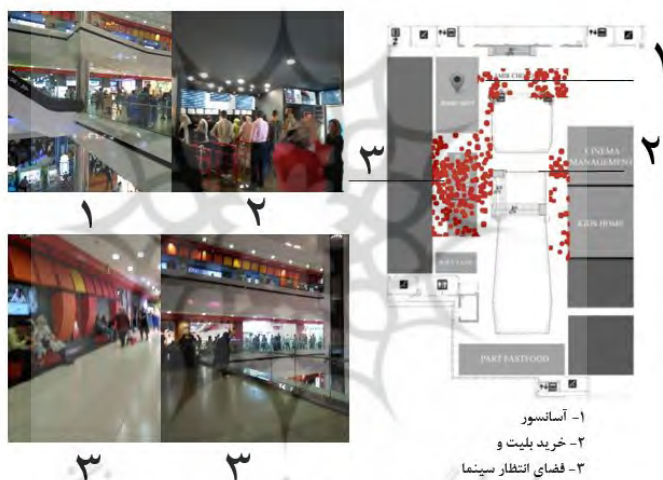 ۱
۲
۳
۳
۱
۲
۳
CINEMA
MANAGEMENT
KIDS HOME
PART FASTFOOD
۱- آسانسور
۲- خرید بلیت و
۳- فضای انتظار سینما